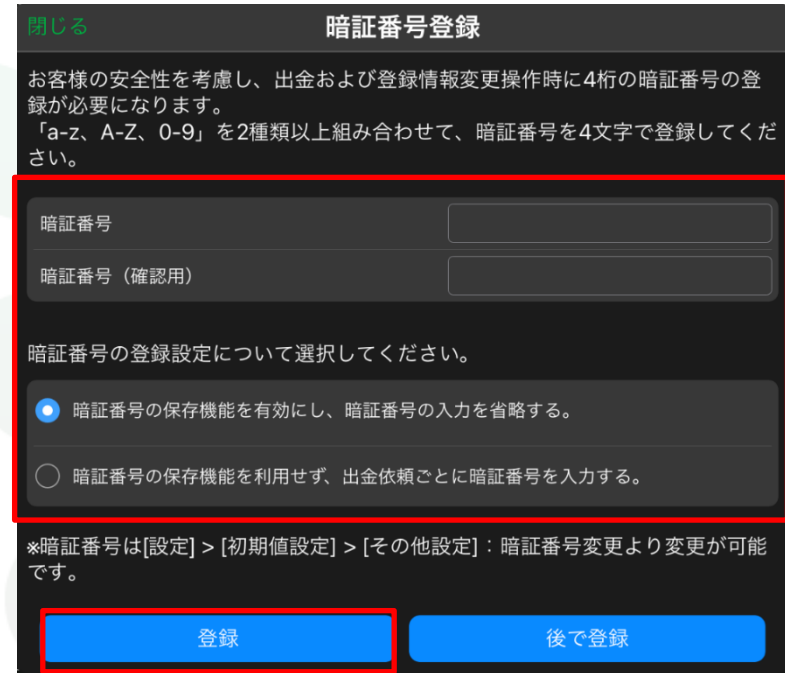 閉じる
暗証番号登録
お客様の安全性を考慮し、出金および登録情報変更操作時に4桁の暗証番号の登
録が必要になります。
「a-z、A-Z、0-9」を2種類以上組み合わせて、暗証番号を4文字で登録してくだ
さい。
暗証番号
暗証番号（確認用）
暗証番号の登録設定について選択してください。
暗証番号の保存機能を有効にし、暗証番号の入力を省略する。
暗証番号の保存機能を利用せず、出金依頼ごとに暗証番号を入力する。
※暗証番号は[設定] > [初期値設定] > [その他設定]：暗証番号変更より変更が可能
です。
登録
後で登録